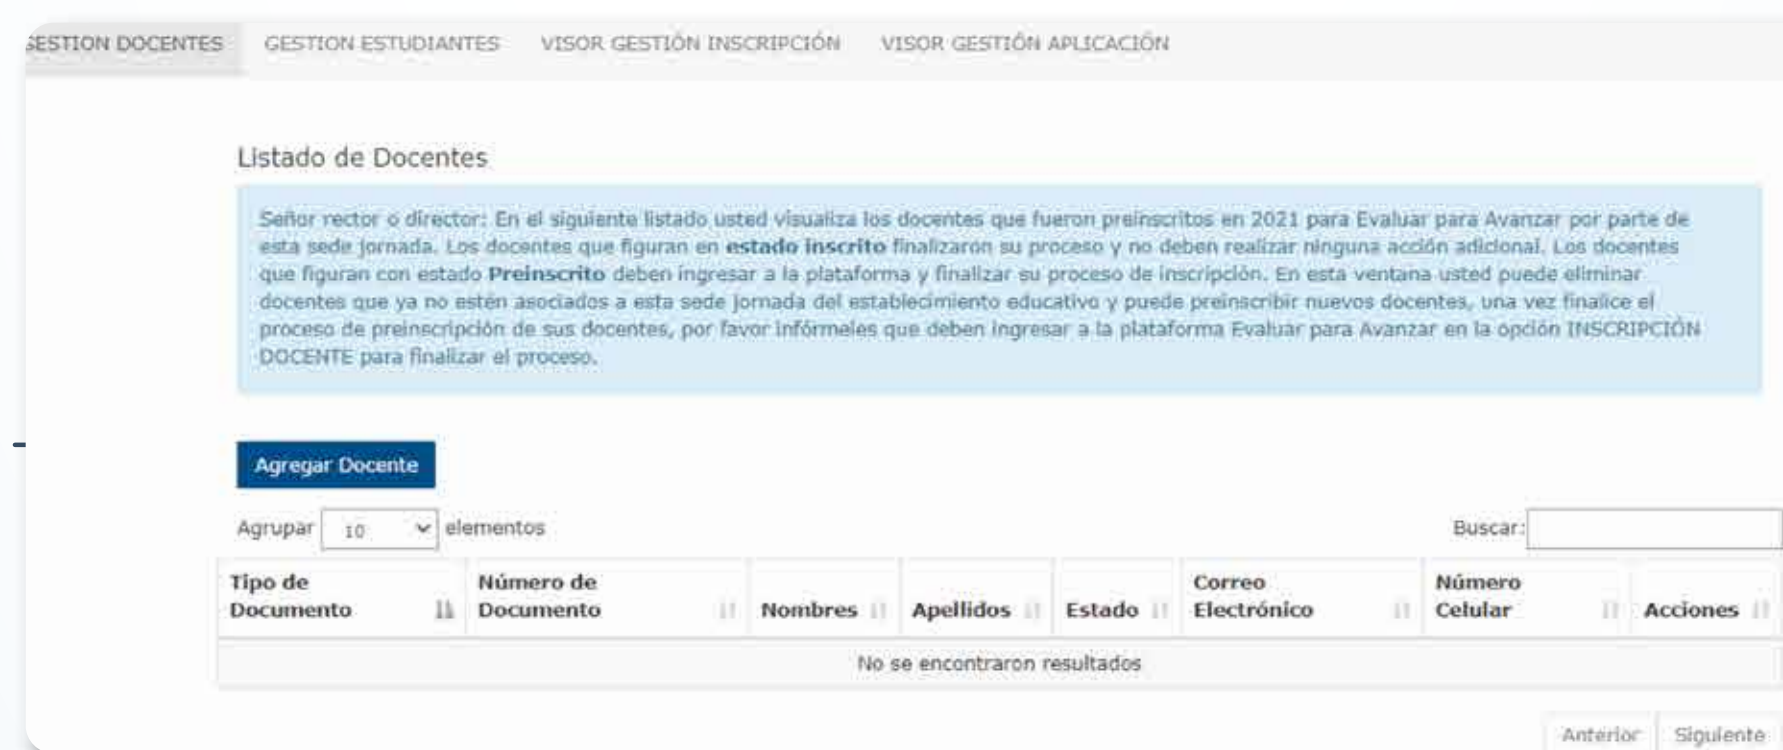 GESTION DOCENTES GESTION ESTUDIANTES VISOR GESTIÓN INSCRIPCIÓN VISOR GESTIÓN APLICACIÓN
Listado de Docentes
Señor rector o director: En el siguiente listado usted visualiza los docentes que fueron preinscritos en 2021 para Evaluar para Avanzar por parte de
esta sede jornada. Los docentes que figuran en estado inscrito finalizaron su proceso y no deben realizar ninguna acción adicional. Los docentes
que figuran con estado Preinscrito deben ingresar a la plataforma y finalizar su proceso de inscripción. En esta ventana usted puede eliminar
docentes que ya no estén asociados a esta sede jornada del establecimiento educativo y puede preinscribir nuevos docentes, una vez finalice el
proceso de preinscripción de sus docentes, por favor infórmeles que deben ingresar a la plataforma Evaluar para Avanzar en la opción INSCRIPCIÓN
DOCENTE para finalizar el proceso.
Agregar Docente
Agrupar 10 elementos Buscar:
Tipo de Documento Número de Documento Nombres Apellidos Estado Correo Electrónico Número Celular Acciones
No se encontraron resultados
Anterior Siguiente